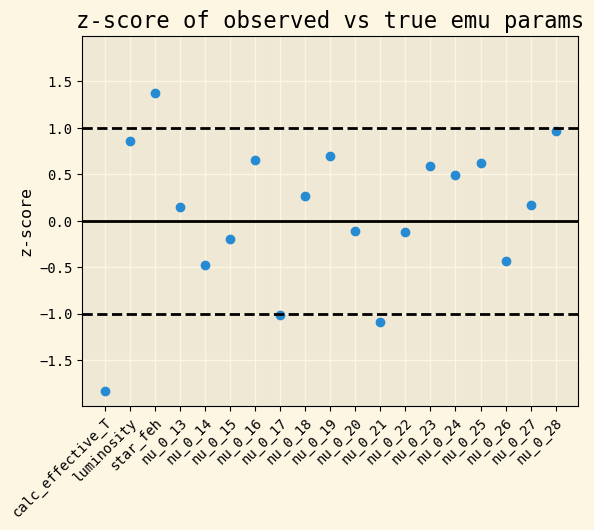 z-score of observed vs true emu params
1.5
1.0
0.5
0.0
−0.5
−1.0
−1.5
z-score
calc_effective_T
luminosity
star_feh
nu_0_13
nu_0_14
nu_0_15
nu_0_16
nu_0_17
nu_0_18
nu_0_19
nu_0_20
nu_0_21
nu_0_22
nu_0_23
nu_0_24
nu_0_25
nu_0_26
nu_0_27
nu_0_28